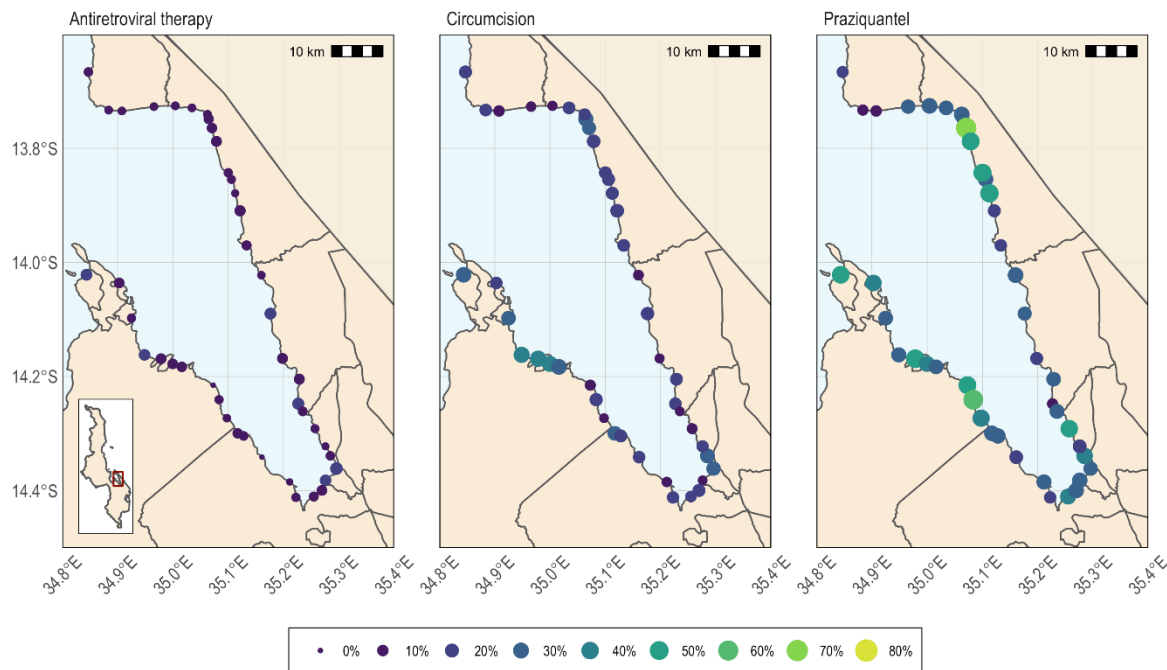 Antiretroviral therapy Circumcision Praziquantel
10 km 10 km 10 km
13.8°S
14.0°S
14.2°S
14.4°S
34.8°E 34.9°E 35.0°E 35.1°E 35.2°E 35.3°E 35.4°E 34.8°E 34.9°E 35.0°E 35.1°E 35.2°E 35.3°E 35.4°E 34.8°E 34.9°E 35.0°E 35.1°E 35.2°E 35.3°E 35.4°E
0% 10% 20% 30% 40% 50% 60% 70% 80%